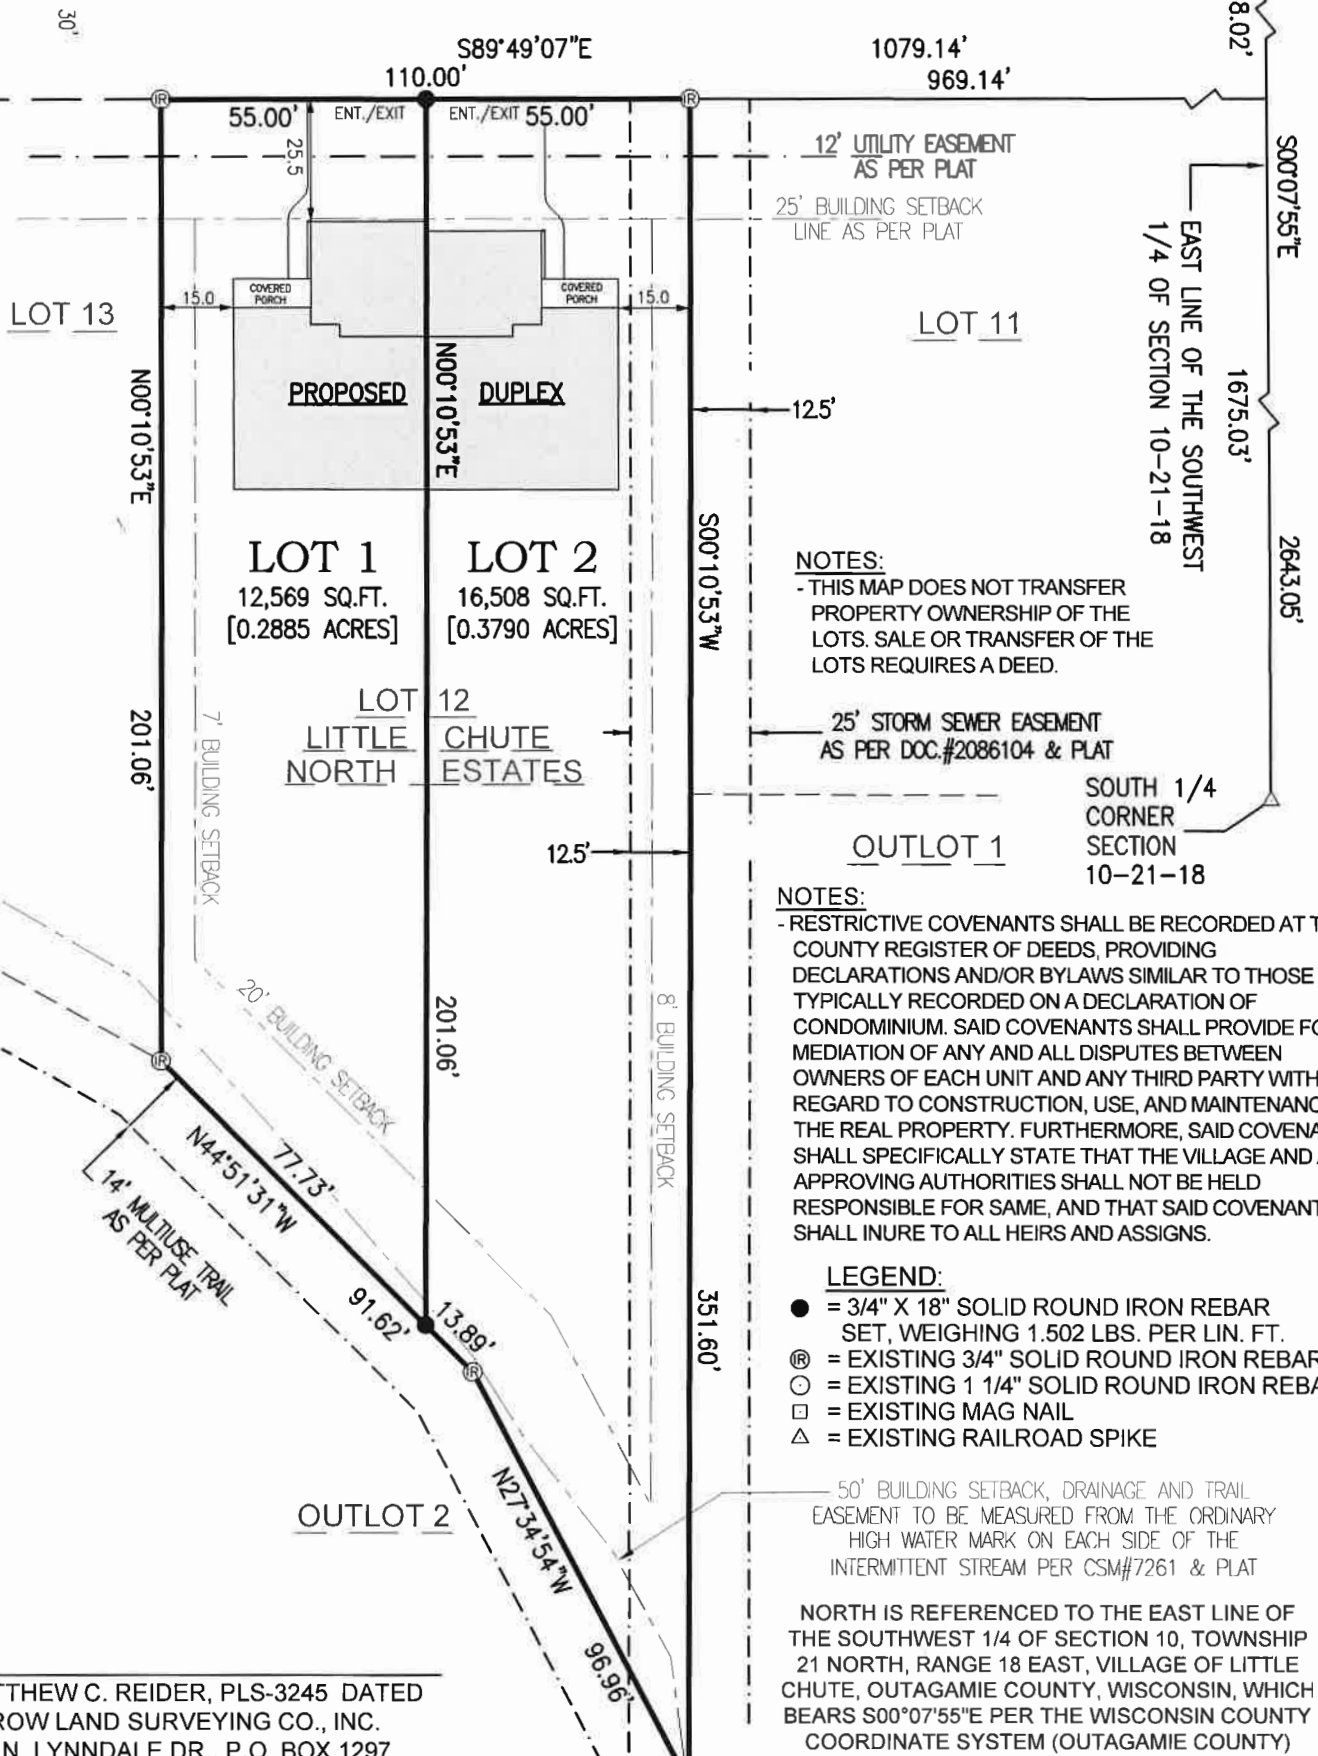 30'
S89°49'07"E
110.00'
1079.14'
969.14'
8.02'
55.00'
ENT./EXIT
ENT./EXIT
55.00'
25.5
12' UTILITY EASEMENT
AS PER PLAT
25' BUILDING SETBACK
LINE AS PER PLAT
S00°07'55"E
EAST LINE OF THE SOUTHWEST
1/4 OF SECTION 10-21-18
1675.03'
2643.05'
LOT 13
15.0
COVERED
PORCH
COVERED
PORCH
15.0
LOT 11
N00°10'53"E
PROPOSED
N00°10'53"E
DUPLEX
12.5'
LOT 1
12,569 SQ.FT.
[0.2885 ACRES]
LOT 2
16,508 SQ.FT.
[0.3790 ACRES]
S00°10'53"W
NOTES:
- THIS MAP DOES NOT TRANSFER
PROPERTY OWNERSHIP OF THE
LOTS. SALE OR TRANSFER OF THE
LOTS REQUIRES A DEED.
LOT 12
LITTLE CHUTE
NORTH ESTATES
201.06'
7' BUILDING SETBACK
25' STORM SEWER EASEMENT
AS PER DOC.#2086104 & PLAT
SOUTH 1/4
CORNER
SECTION
10-21-18
12.5'
OUTLOT 1
NOTES:
- RESTRICTIVE COVENANTS SHALL BE RECORDED AT T
COUNTY REGISTER OF DEEDS, PROVIDING
DECLARATIONS AND/OR BYLAWS SIMILAR TO THOSE
TYPICALLY RECORDED ON A DECLARATION OF
CONDOMINIUM. SAID COVENANTS SHALL PROVIDE FO
MEDIATION OF ANY AND ALL DISPUTES BETWEEN
OWNERS OF EACH UNIT AND ANY THIRD PARTY WITH
REGARD TO CONSTRUCTION, USE, AND MAINTENANC
THE REAL PROPERTY. FURTHERMORE, SAID COVENA
SHALL SPECIFICALLY STATE THAT THE VILLAGE AND
APPROVING AUTHORITIES SHALL NOT BE HELD
RESPONSIBLE FOR SAME, AND THAT SAID COVENANT
SHALL INURE TO ALL HEIRS AND ASSIGNS.
20' BUILDING SETBACK
201.06'
8' BUILDING SETBACK
IR
N44°51'31"W
77.73'
14' MULTIUSE TRAIL
AS PER PLAT
91.62'
13.89'
351.60'
LEGEND:
= 3/4" X 18" SOLID ROUND IRON REBAR
SET, WEIGHING 1.502 LBS. PER LIN. FT.
IR = EXISTING 3/4" SOLID ROUND IRON REBAR
= EXISTING 1 1/4" SOLID ROUND IRON REBA
= EXISTING MAG NAIL
= EXISTING RAILROAD SPIKE
OUTLOT 2
N27°34'54"W
96.96'
50' BUILDING SETBACK, DRAINAGE AND TRAIL
EASEMENT TO BE MEASURED FROM THE ORDINARY
HIGH WATER MARK ON EACH SIDE OF THE
INTERMITTENT STREAM PER CSM#7261 & PLAT
NORTH IS REFERENCED TO THE EAST LINE OF
THE SOUTHWEST 1/4 OF SECTION 10, TOWNSHIP
21 NORTH, RANGE 18 EAST, VILLAGE OF LITTLE
CHUTE, OUTAGAMIE COUNTY, WISCONSIN, WHICH
BEARS S00°07'55"E PER THE WISCONSIN COUNTY
COORDINATE SYSTEM (OUTAGAMIE COUNTY)
TTHEW C. REIDER, PLS-3245 DATED
ROW LAND SURVEYING CO., INC.
N. LYNNDALE DR., P.O. BOX 1297